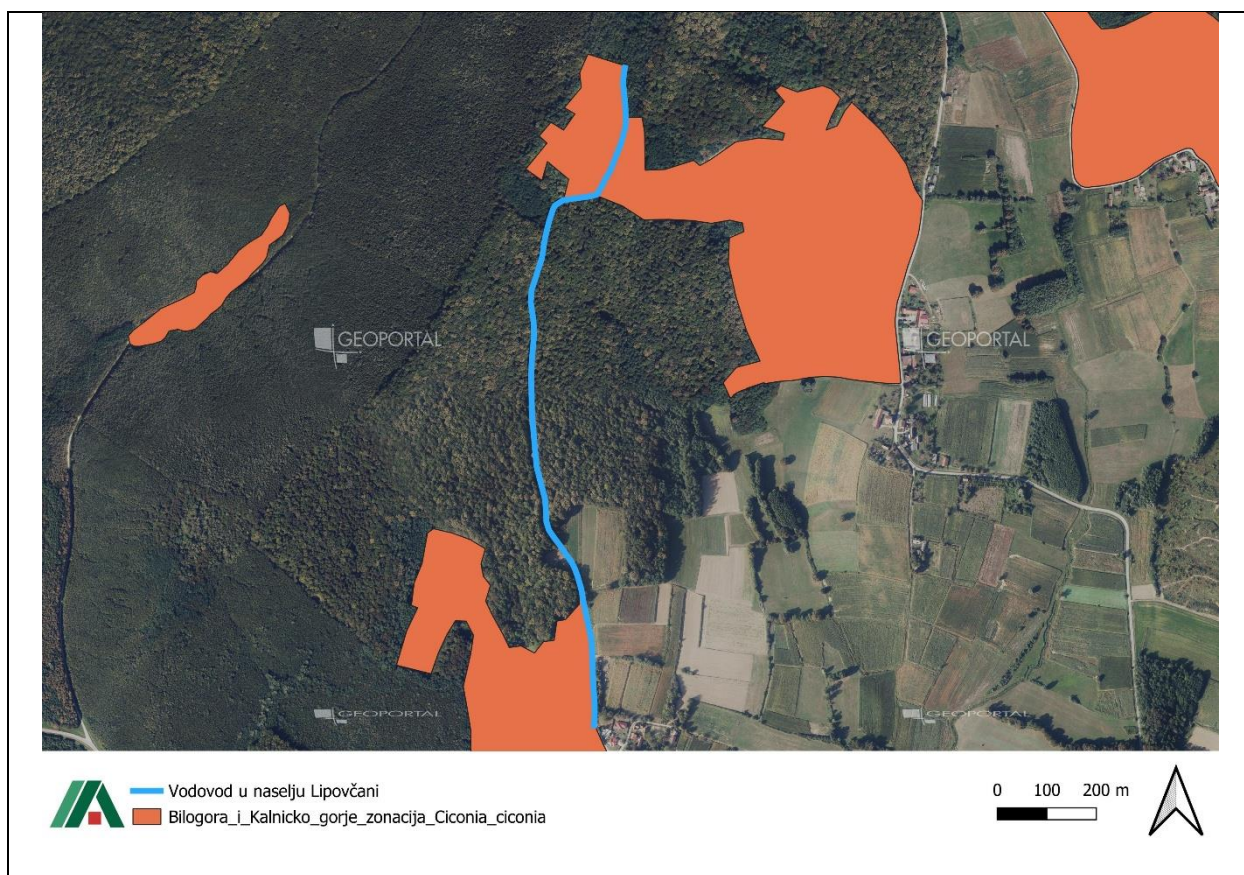 GEOPORTAL
GEOPORTAL
GEOPORTAL
GEOPORTAL
Vodovod u naselju Lipovčani
Bilogora_i_Kalnicko_gorje_zonacija_Ciconia_ciconia
0 100 200 m